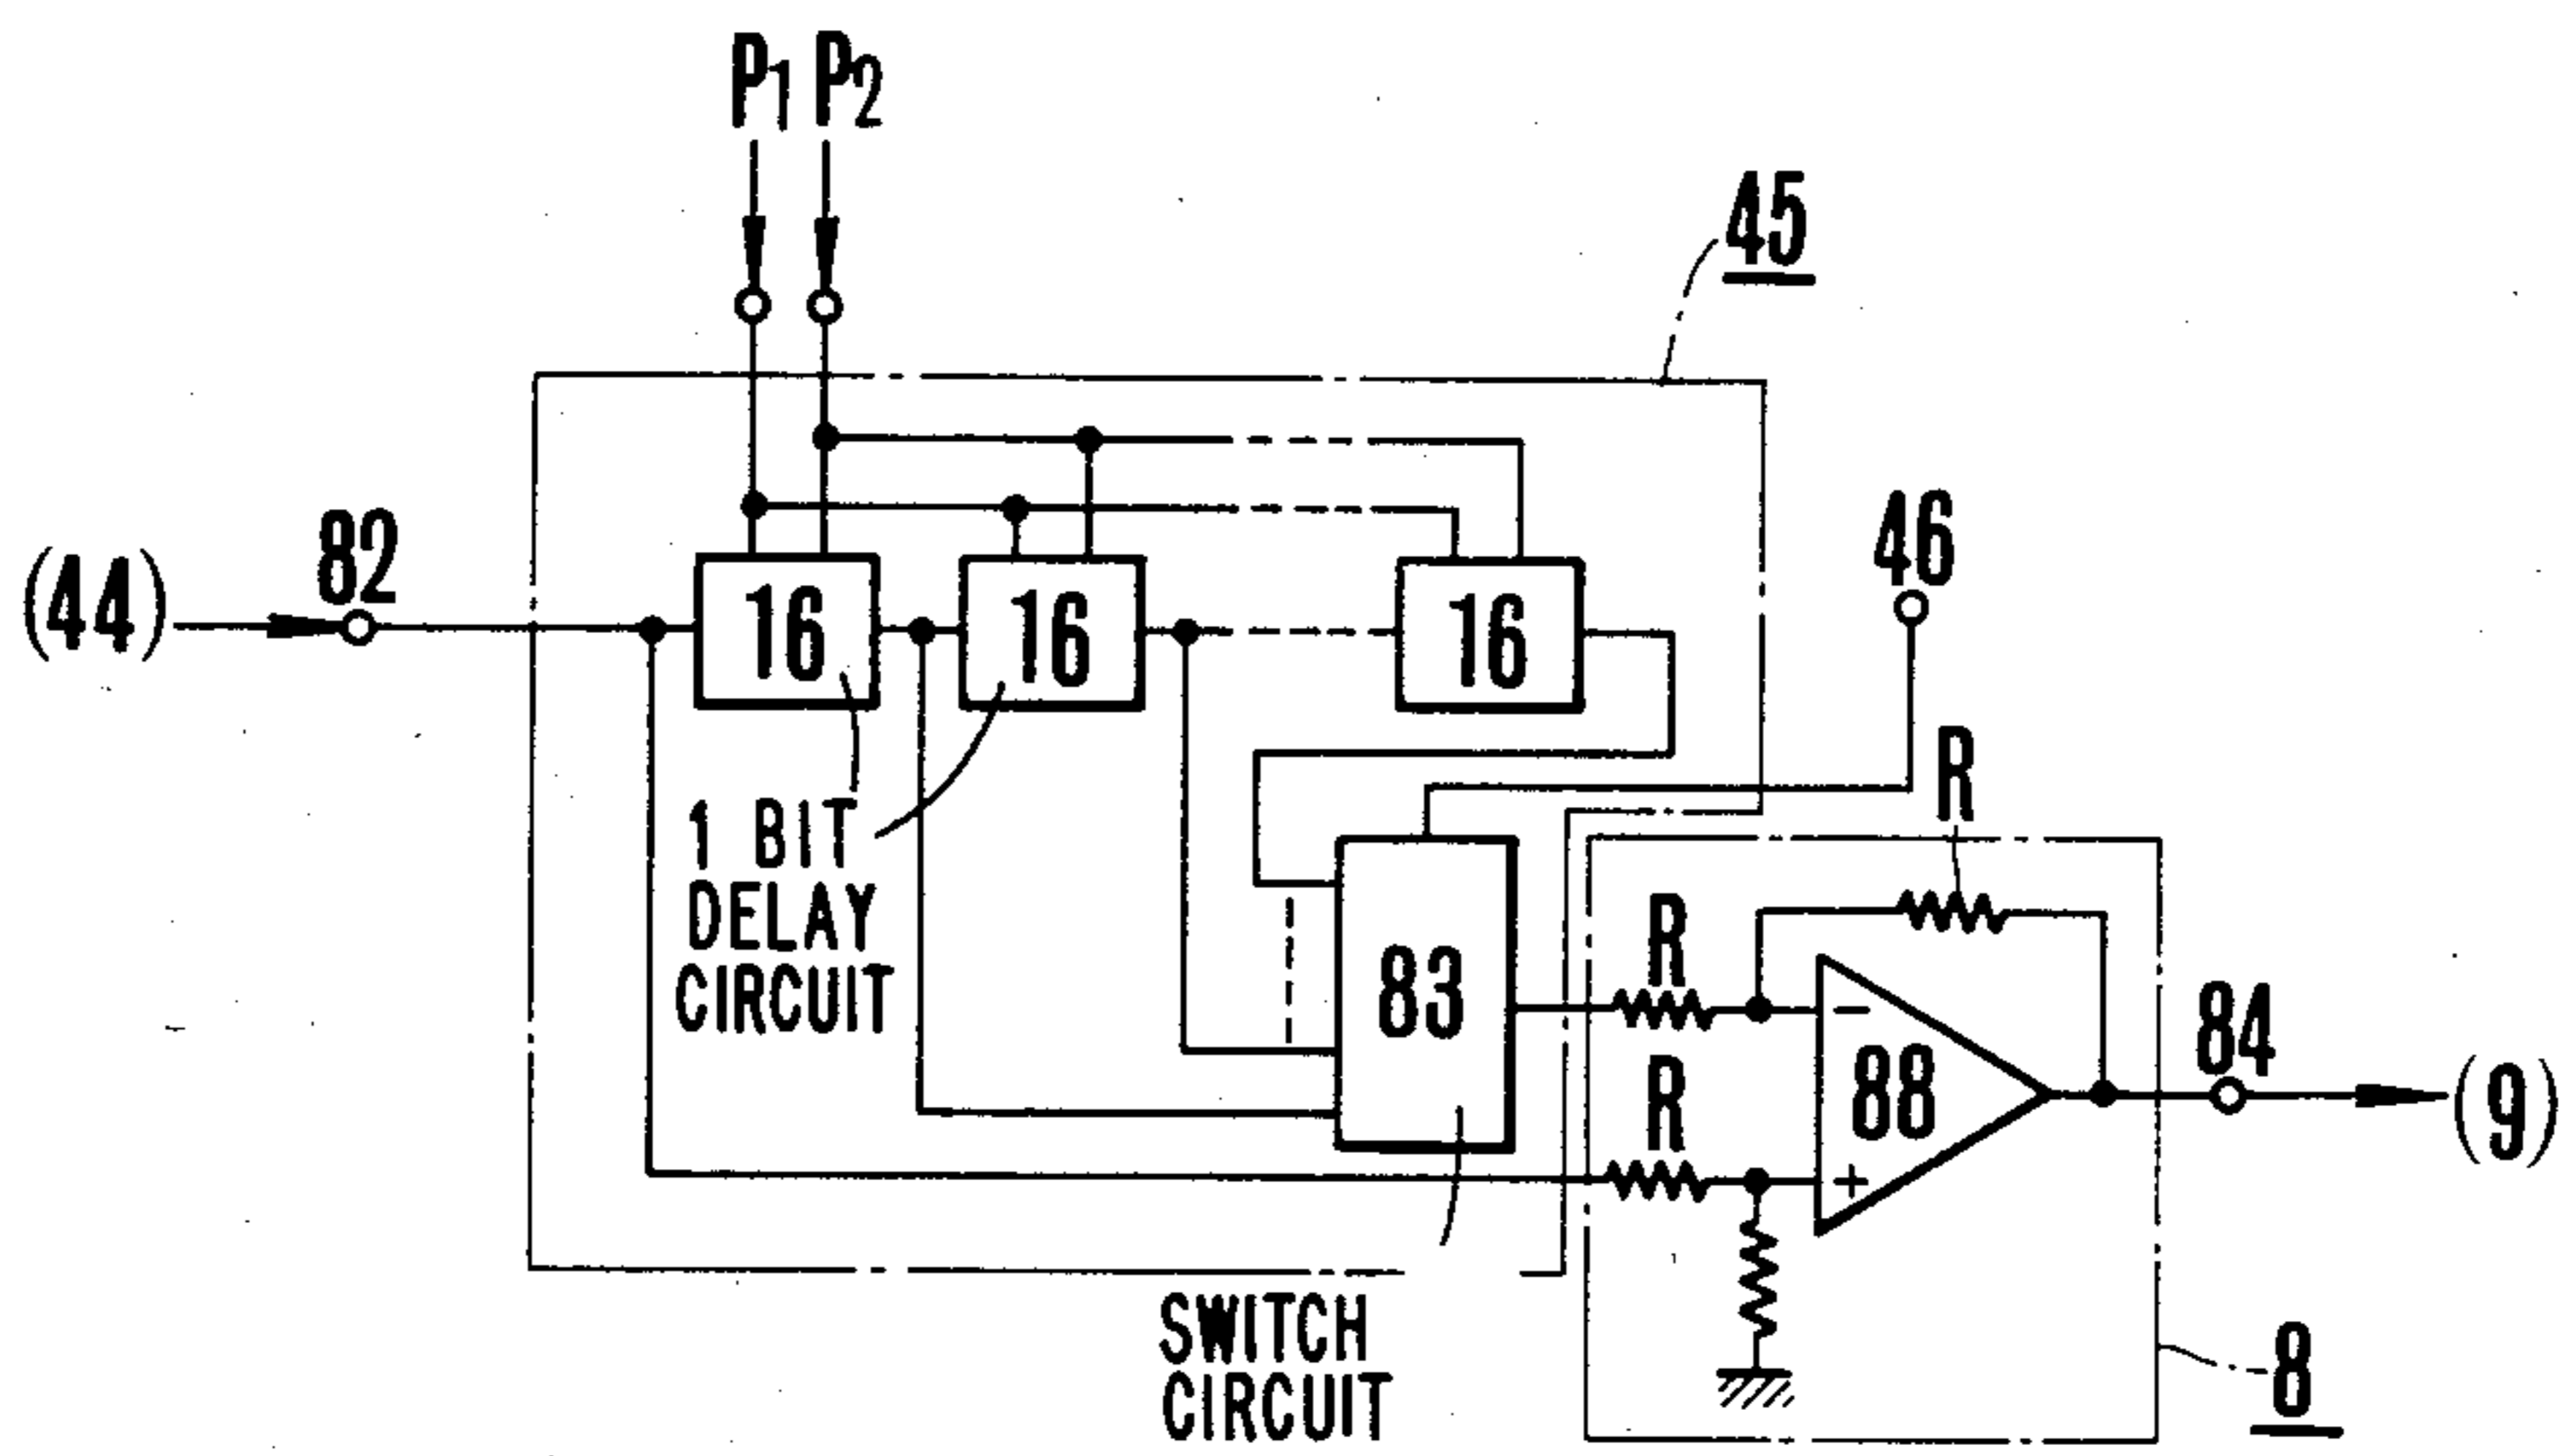 P1 P2
45
(44)
82
16
16
16
46
1 BIT
DELAY
CIRCUIT
R
R
83
R
88
−
+
84
(9)
SWITCH
CIRCUIT
8